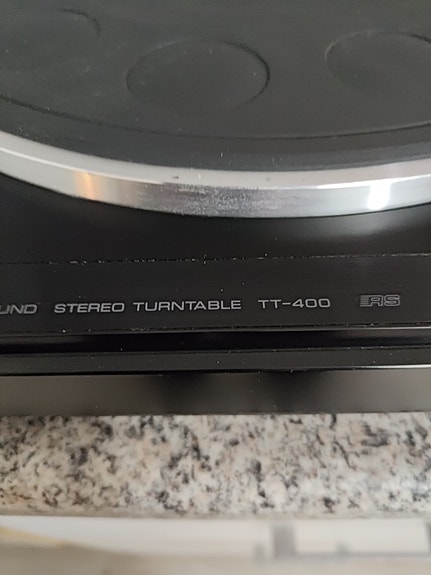 UND STEREO TURNTABLE TT-400 RS